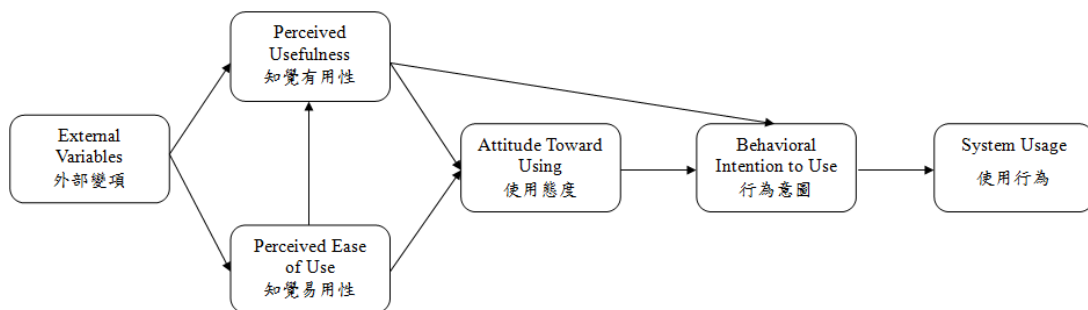 Perceived
Usefulness
知覺有用性
External
Variables
外部變項
Attitude Toward
Using
使用態度
Behavioral
Intention to Use
行為意圖
System Usage
使用行為
Perceived Ease
of Use
知覺易用性